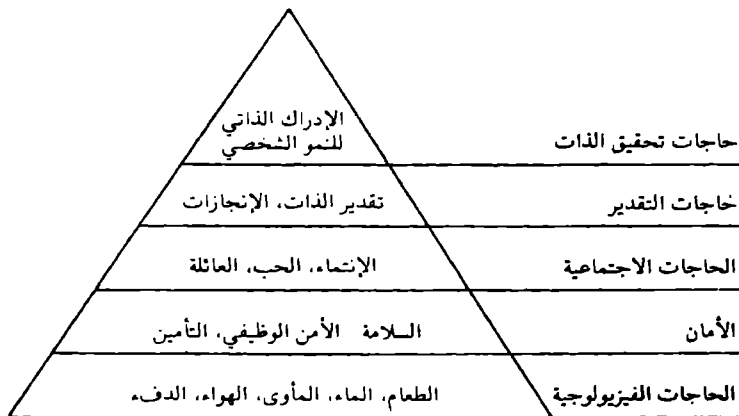 الإدراك الذاتي
للنمو الشخصي
حاجات تحقيق الذات
تقدير الذات، الإنجازات
خاجات التقدير
الإنتماء، الحب، العائلة
الحاجات الاجتماعية
السلامة الأمن الوظيفي، التأمين
الأمان
الطعام، الماء، المأوى، الهواء، الدفء
الحاجات الفيزيولوجية